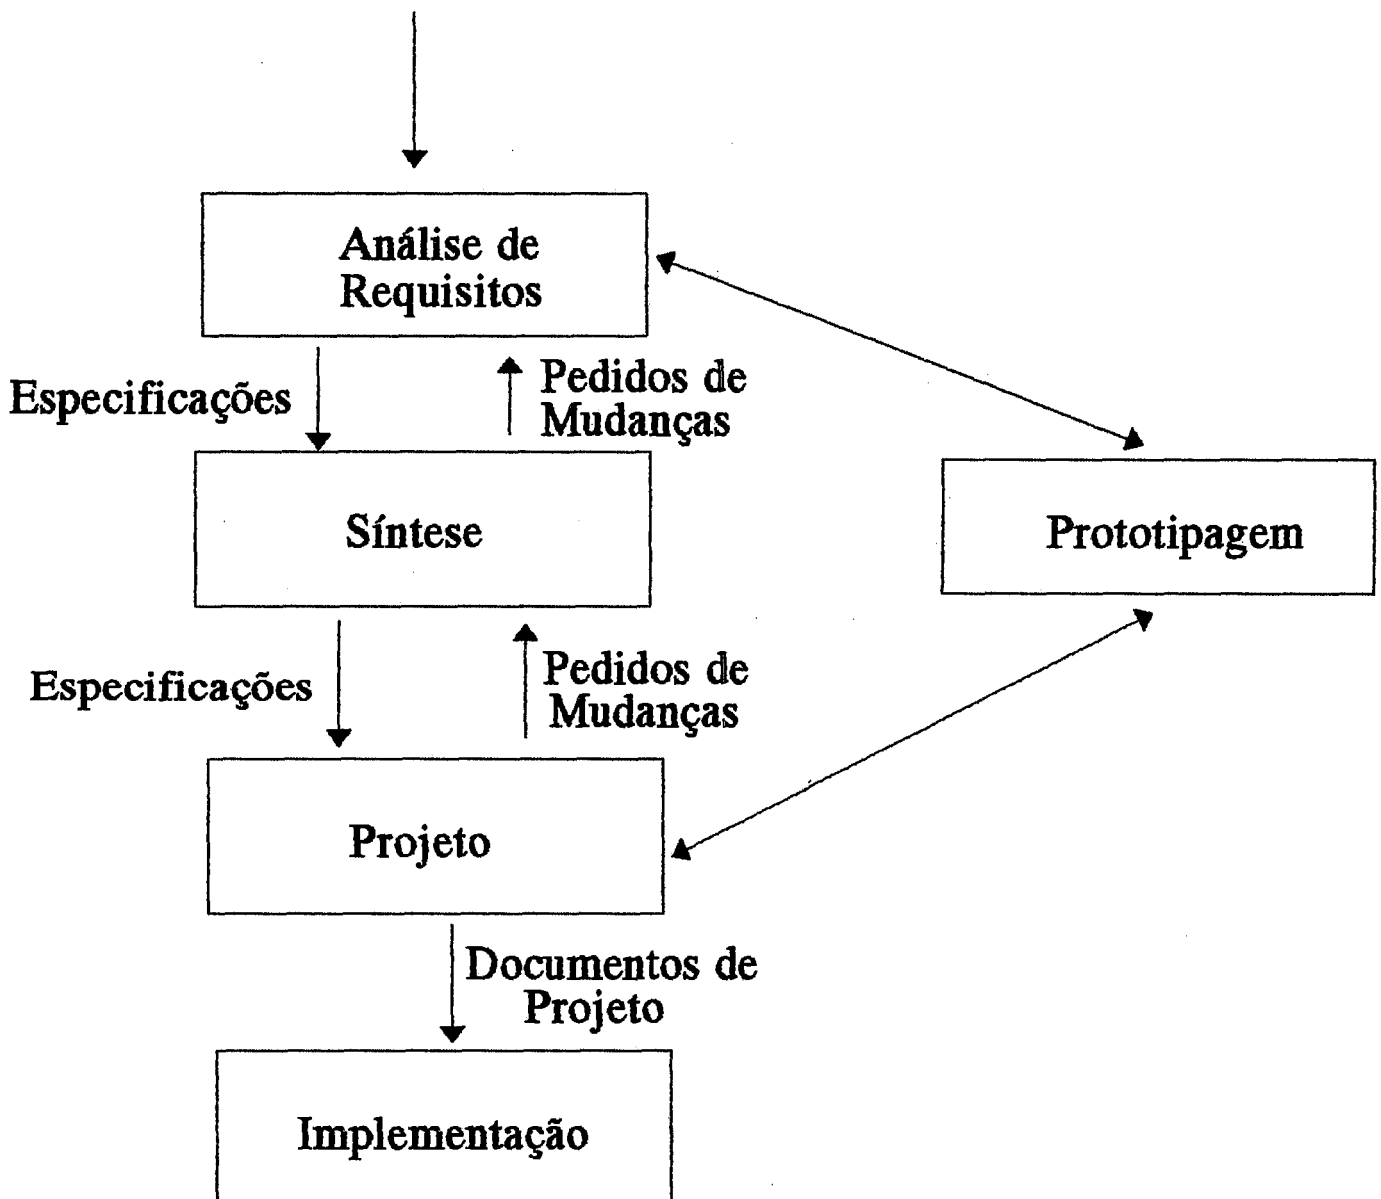 Análise de
Requisitos
Especificações
Pedidos de
Mudanças
Síntese
Prototipagem
Especificações
Pedidos de
Mudanças
Projeto
Documentos de
Projeto
Implementação